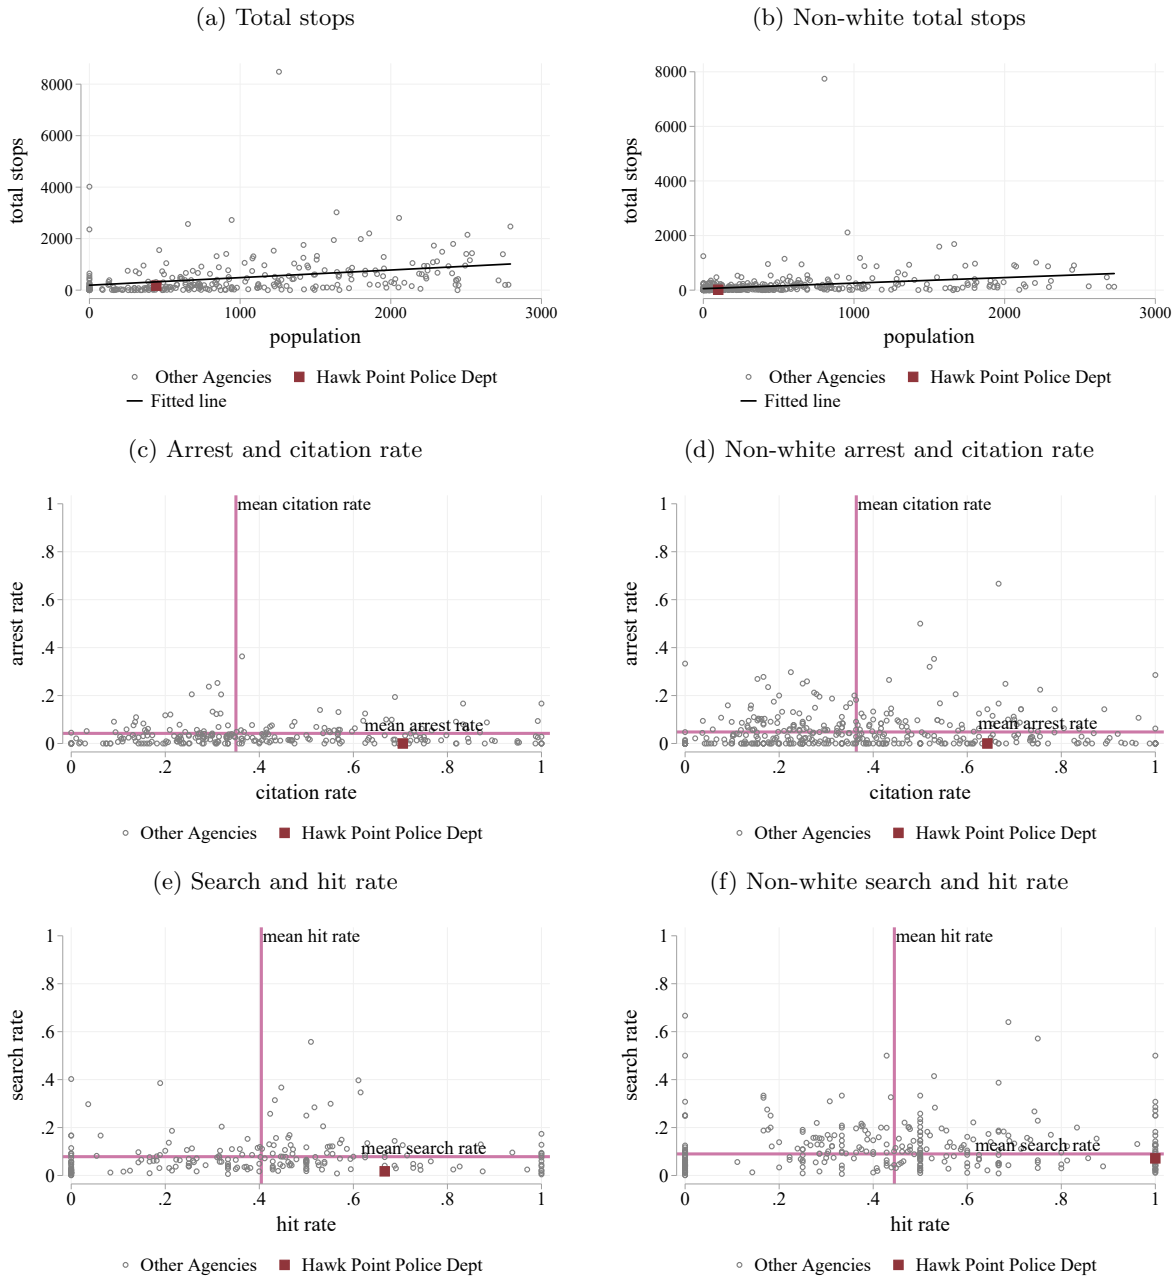 (a) Total stops
(b) Non-white total stops
8000
6000
4000
2000
0
total stops
0 1000 2000 3000
population
Other Agencies Hawk Point Police Dept
Fitted line
8000
6000
4000
2000
0
total stops
0 1000 2000 3000
population
Other Agencies Hawk Point Police Dept
Fitted line
(c) Arrest and citation rate
(d) Non-white arrest and citation rate
1
.8
.6
.4
.2
0
arrest rate
mean citation rate
mean arrest rate
0 .2 .4 .6 .8 1
citation rate
Other Agencies Hawk Point Police Dept
1
.8
.6
.4
.2
0
arrest rate
mean citation rate
mean arrest rate
0 .2 .4 .6 .8 1
citation rate
Other Agencies Hawk Point Police Dept
(e) Search and hit rate
(f) Non-white search and hit rate
1
.8
.6
.4
.2
0
search rate
mean hit rate
mean search rate
0 .2 .4 .6 .8 1
hit rate
Other Agencies Hawk Point Police Dept
1
.8
.6
.4
.2
0
search rate
mean hit rate
mean search rate
0 .2 .4 .6 .8 1
hit rate
Other Agencies Hawk Point Police Dept